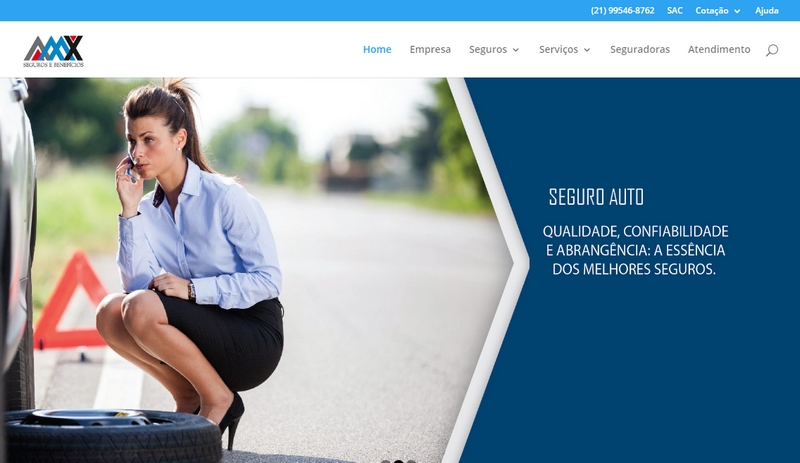 (21) 99546-8762 SAC Cotação Ajuda
AMX
SEGUROS E BENEFÍCIOS
Home Empresa Seguros Serviços Seguradoras Atendimento
SEGURO AUTO
QUALIDADE, CONFIABILIDADE
E ABRANGÊNCIA: A ESSÊNCIA
DOS MELHORES SEGUROS.